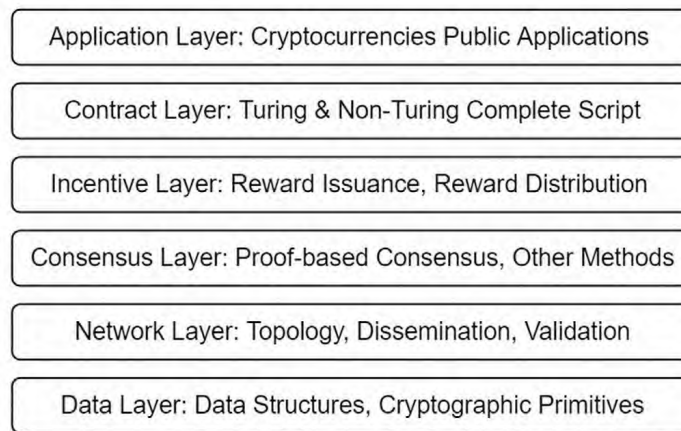 Application Layer: Cryptocurrencies Public Applications
Contract Layer: Turing & Non-Turing Complete Script
Incentive Layer: Reward Issuance, Reward Distribution
Consensus Layer: Proof-based Consensus, Other Methods
Network Layer: Topology, Dissemination, Validation
Data Layer: Data Structures, Cryptographic Primitives